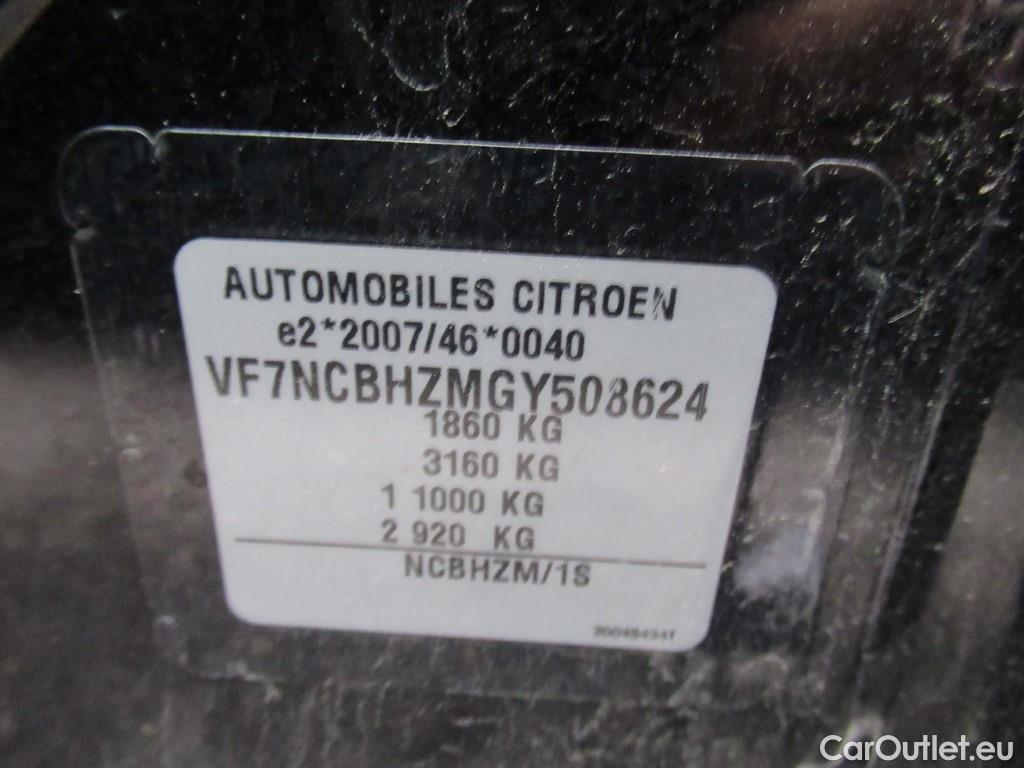 AUTOMOBILES CITROEN
e2*2007/46*0040
VF7NCBHZMGY508624
1860 KG
3160 KG
1 1000 KG
2 920 KG
NCBHZM/1S
CarOutlet.eu